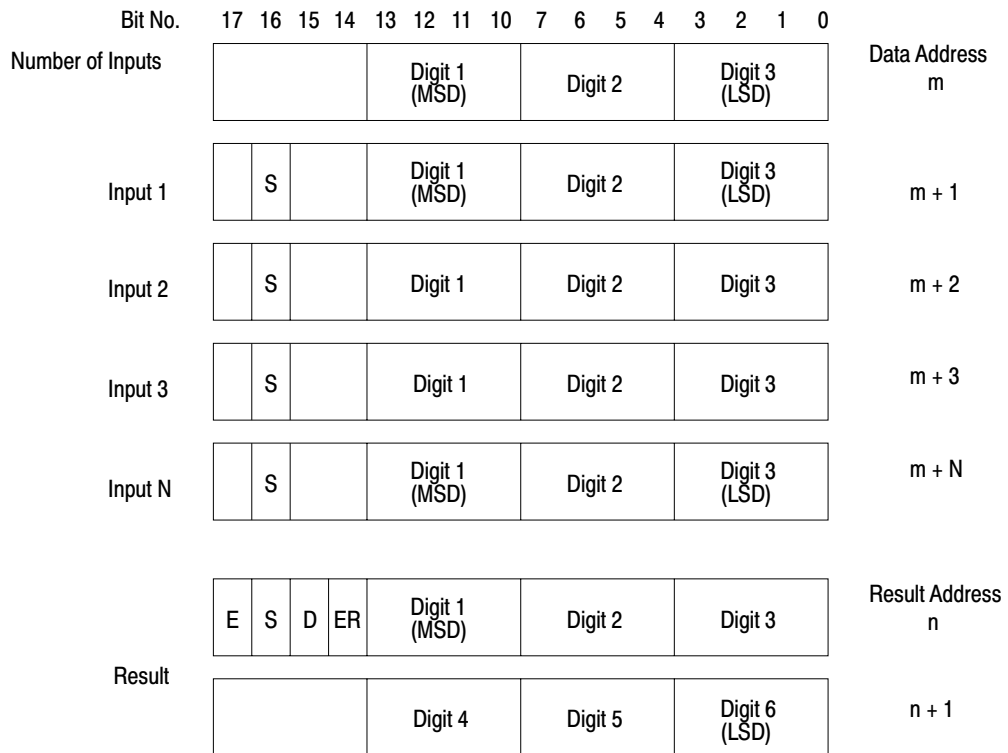 Bit No. 17 16 15 14 13 12 11 10 7 6 5 4 3 2 1 0
Number of Inputs
Digit 1
(MSD)
Digit 2
Digit 3
(LSD)
Data Address
m
Input 1
S
Digit 1
(MSD)
Digit 2
Digit 3
(LSD)
m + 1
Input 2
S
Digit 1
Digit 2
Digit 3
m + 2
Input 3
S
Digit 1
Digit 2
Digit 3
m + 3
Input N
S
Digit 1
(MSD)
Digit 2
Digit 3
(LSD)
m + N
Result
E
S
D
ER
Digit 1
(MSD)
Digit 2
Digit 3
Result Address
n
Digit 4
Digit 5
Digit 6
(LSD)
n + 1